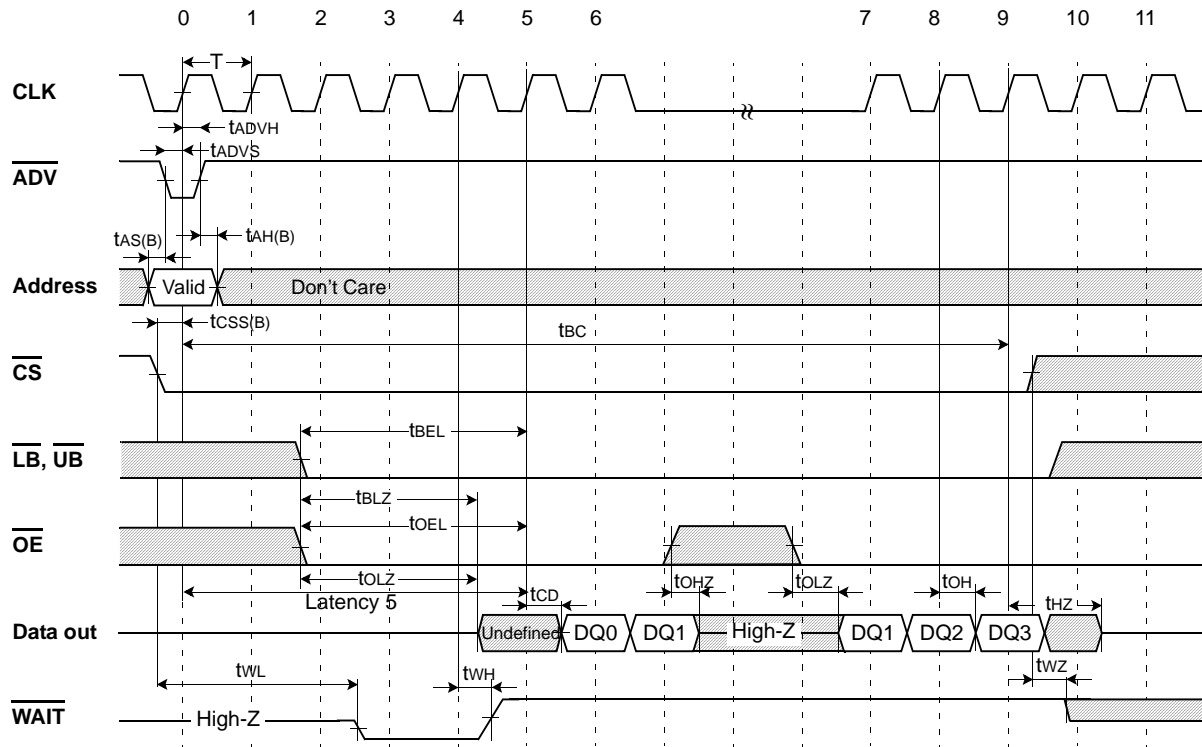 0 1 2 3 4 5 6 7 8 9 10 11
T
CLK
tADVH
tADVS
ADV
tAS(B) tAH(B)
Address Valid Don't Care
tCSS(B)
tBC
CS
tBEL
LB, UB
tBLZ
tOEL
OE
tOLZ tOHZ tOLZ tOH
Latency 5 tCD tHZ
Data out Undefined DQ0 DQ1 High-Z DQ1 DQ2 DQ3
tWL tWH tWZ
WAIT High-Z